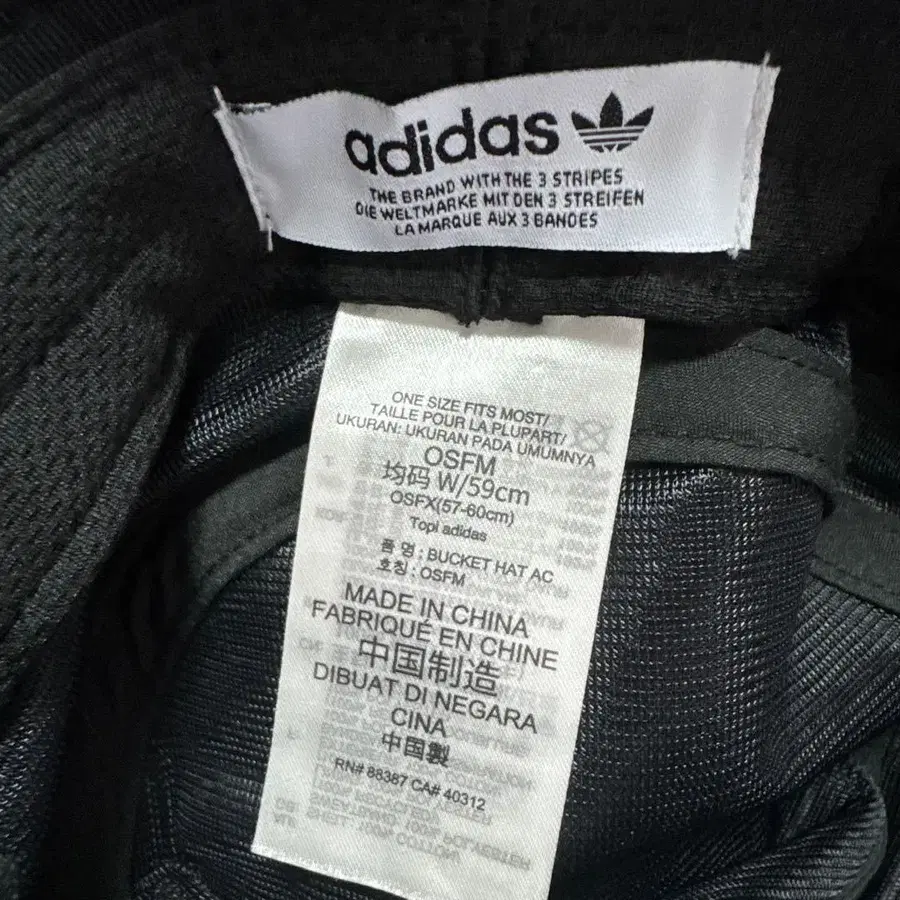 adidas
THE BRAND WITH THE 3 STRIPES
DIE WELTMARKE MIT DEN 3 STREIFEN
LA MARQUE AUX 3 BANDES
ONE SIZE FITS MOST/
TAILLE POUR LA PLUPART/
UKURAN: UKURAN PADA UMUMNYA
OSFM
均码 W/59cm
OSFX(57-60cm)
Topi adidas
품 명 : BUCKET HAT AC
호칭 : OSFM
MADE IN CHINA
FABRIQUÉ EN CHINE
中国制造
DIBUAT DI NEGARA
CINA
中國製
RN# 88387 CA# 40312